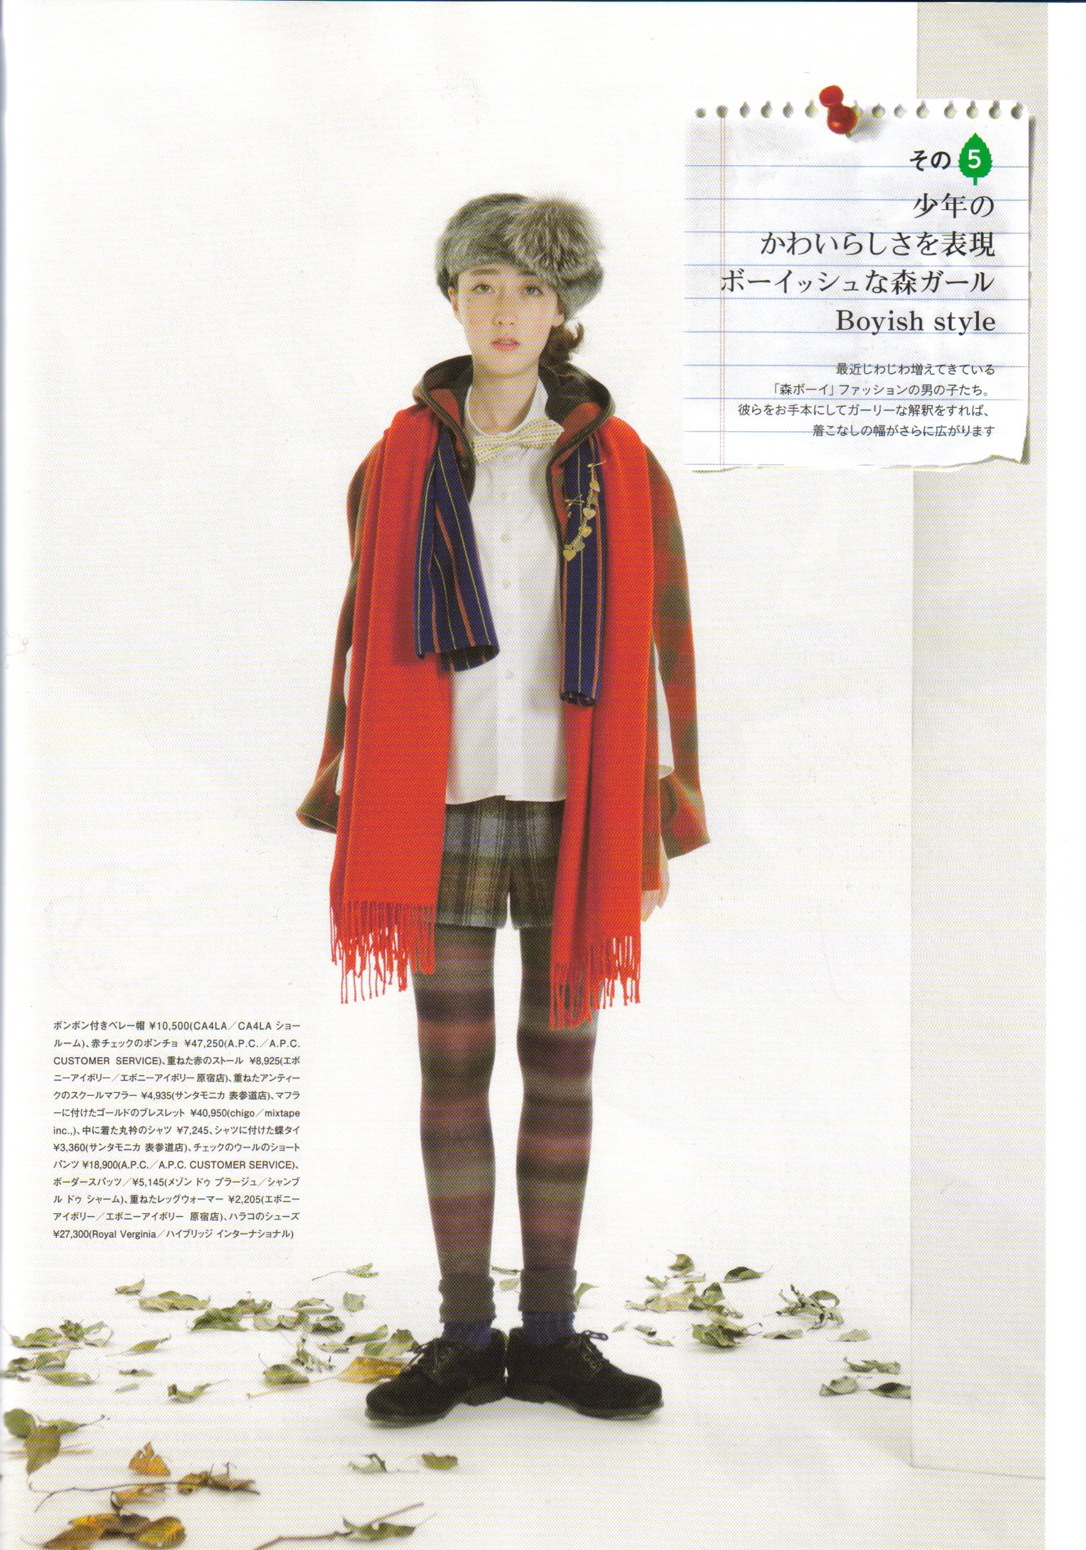 その5
少年の
かわいらしさを表現
ボーイッシュな森ガール
Boyish style
最近じわじわ増えてきている
「森ボーイ」ファッションの男の子たち。
彼らをお手本にしてガーリーな解釈をすれば、
着こなしの幅がさらに広がります
ポンポン付きベレー帽 ¥10,500(CA4LA／CA4LA ショー
ルーム)、赤チェックのポンチョ ¥47,250(A.P.C.／A.P.C.
CUSTOMER SERVICE)、重ねた赤のストール ¥8,925(エボ
ニーアイボリー／エボニーアイボリー 原宿店)、重ねたアンティー
クのスクールマフラー ¥4,935(サンタモニカ 表参道店)、マフラ
ーに付けたゴールドのブレスレット ¥40,950(chigo／mixtape
inc.,)、中に着た丸衿のシャツ ¥7,245、シャツに付けた蝶タイ
¥3,360(サンタモニカ 表参道店)、チェックのウールのショート
パンツ ¥18,900(A.P.C.／A.P.C. CUSTOMER SERVICE)、
ボーダースパッツ／¥5,145(メゾン ドゥ プラージュ／シャンブ
ル ドゥ シャーム)、重ねたレッグウォーマー ¥2,205(エボニー
アイボリー／エボニーアイボリー 原宿店)、ハラコのシューズ
¥27,300(Royal Verginia／ハイブリッジ インターナショナル)